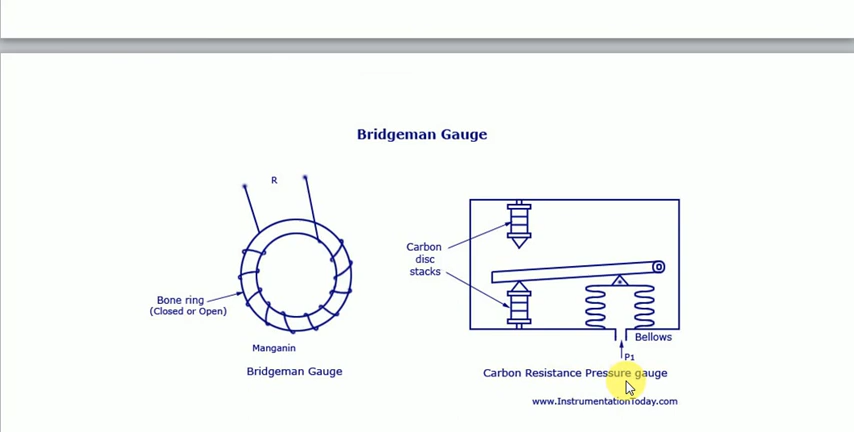 Bridgeman Gauge
R
Bone ring
(Closed or Open)
Manganin
Bridgeman Gauge
Carbon
disc
stacks
Bellows
P1
Carbon Resistance Pressure gauge
www.InstrumentationToday.com